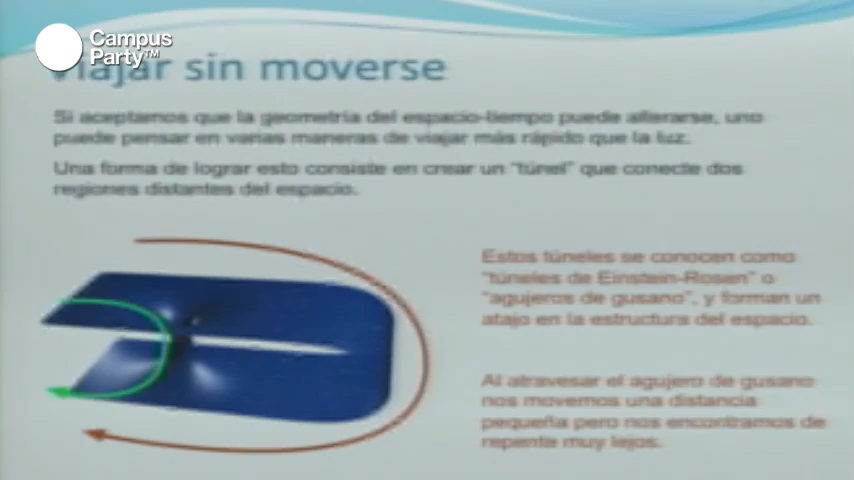 Campus
Party™
Viajar sin moverse
Si aceptamos que la geometría del espacio-tiempo puede alterarse, uno
puede pensar en varias maneras de viajar más rápido que la luz.
Una forma de lograr esto consiste en crear un "túnel" que conecte dos
regiones distantes del espacio.
Estos túneles se conocen como
"túneles de Einstein-Rosen" o
"agujeros de gusano", y forman un
atajo en la estructura del espacio.
Al atravesar el agujero de gusano
nos movemos una distancia
pequeña pero nos encontramos de
repente muy lejos.